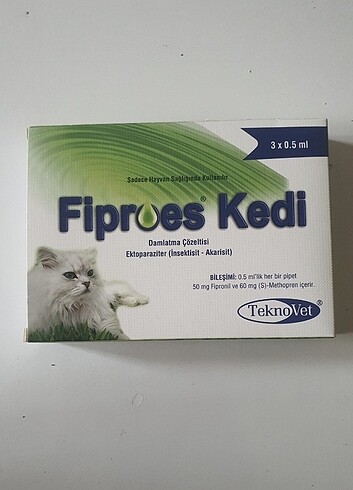 3 x 0.5 ml
Sadece Hayvan Sağlığında Kullanılır
Fiproes® Kedi
Damlatma Çözeltisi
Ektoparaziter (İnsektisit - Akarisit)
BİLEŞİMİ: 0.5 ml'lik her bir pipet
50 mg Fipronil ve 60 mg (S)-Methopren içerir.
TeknoVet®